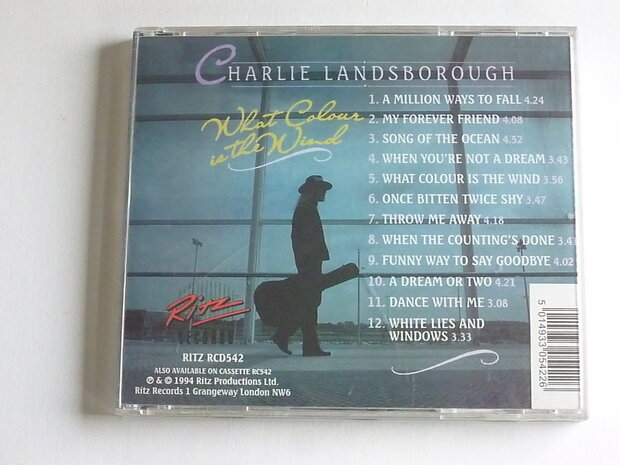 CHARLIE LANDSBOROUGH
What Colour
is the Wind
1. A MILLION WAYS TO FALL 4.24
2. MY FOREVER FRIEND 4.08
3. SONG OF THE OCEAN 4.52
4. WHEN YOU'RE NOT A DREAM 3.43
5. WHAT COLOUR IS THE WIND 3.56
6. ONCE BITTEN TWICE SHY 3.47
7. THROW ME AWAY 4.18
8. WHEN THE COUNTING'S DONE 3.41
9. FUNNY WAY TO SAY GOODBYE 4.02
10. A DREAM OR TWO 4.21
11. DANCE WITH ME 3.08
12. WHITE LIES AND
WINDOWS 3.33
Ritz
RECORDS
RITZ RCD542
ALSO AVAILABLE ON CASSETTE RC542
℗ & © 1994 Ritz Productions Ltd.
Ritz Records 1 Grangeway London NW6
5 014933 054226